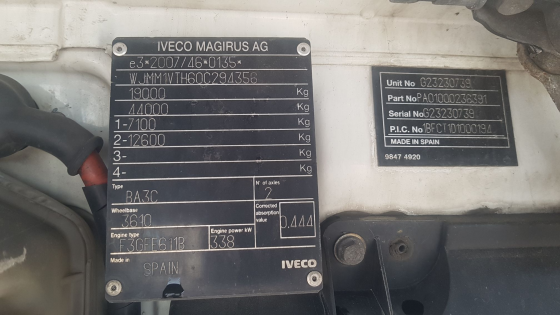 IVECO MAGIRUS AG
e3*2007/46*0135*
WJMM1VTH60C294356
19000 Kg
44000 Kg
1-7100 Kg
2-12600 Kg
3- Kg
4- Kg
Type BA3C N° of axles 2
Wheelbase 3610 Corrected absorption value 0.444
Engine type F3GFE611B Engine power kW 338
Made in SPAIN IVECO
Unit No G23230739
Part No PA01000238391
Serial No G23230739
P.I.C. No
MADE IN SPAIN
9847 4920